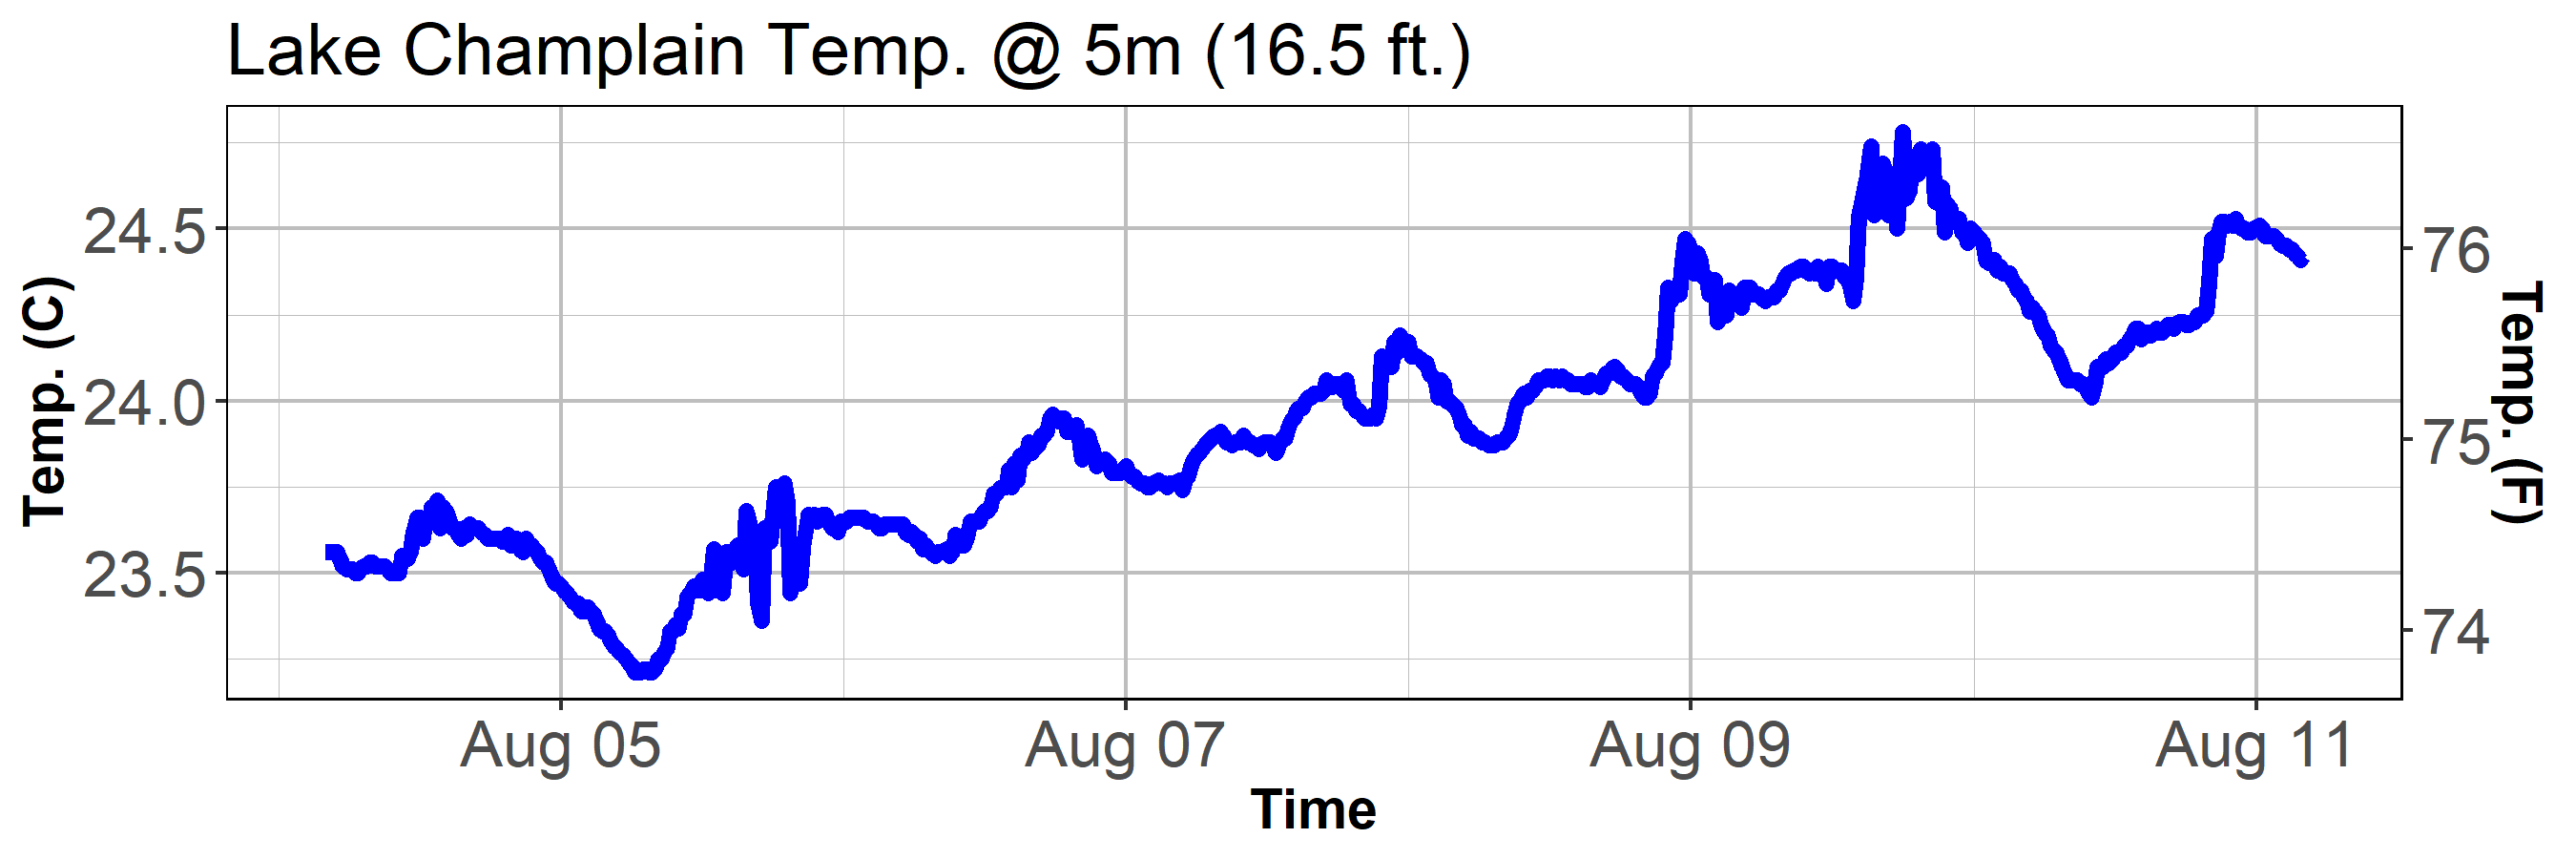 Lake Champlain Temp. @ 5m (16.5 ft.)
Temp. (C)
24.5
24.0
23.5
76
75
74
Temp. (F)
Aug 05 Aug 07 Aug 09 Aug 11
Time